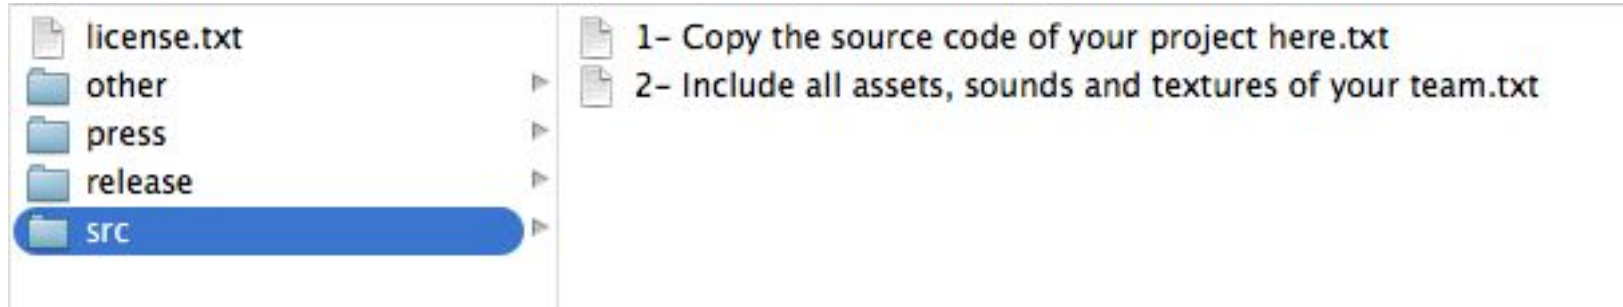 license.txt
other
press
release
src
1- Copy the source code of your project here.txt
2- Include all assets, sounds and textures of your team.txt